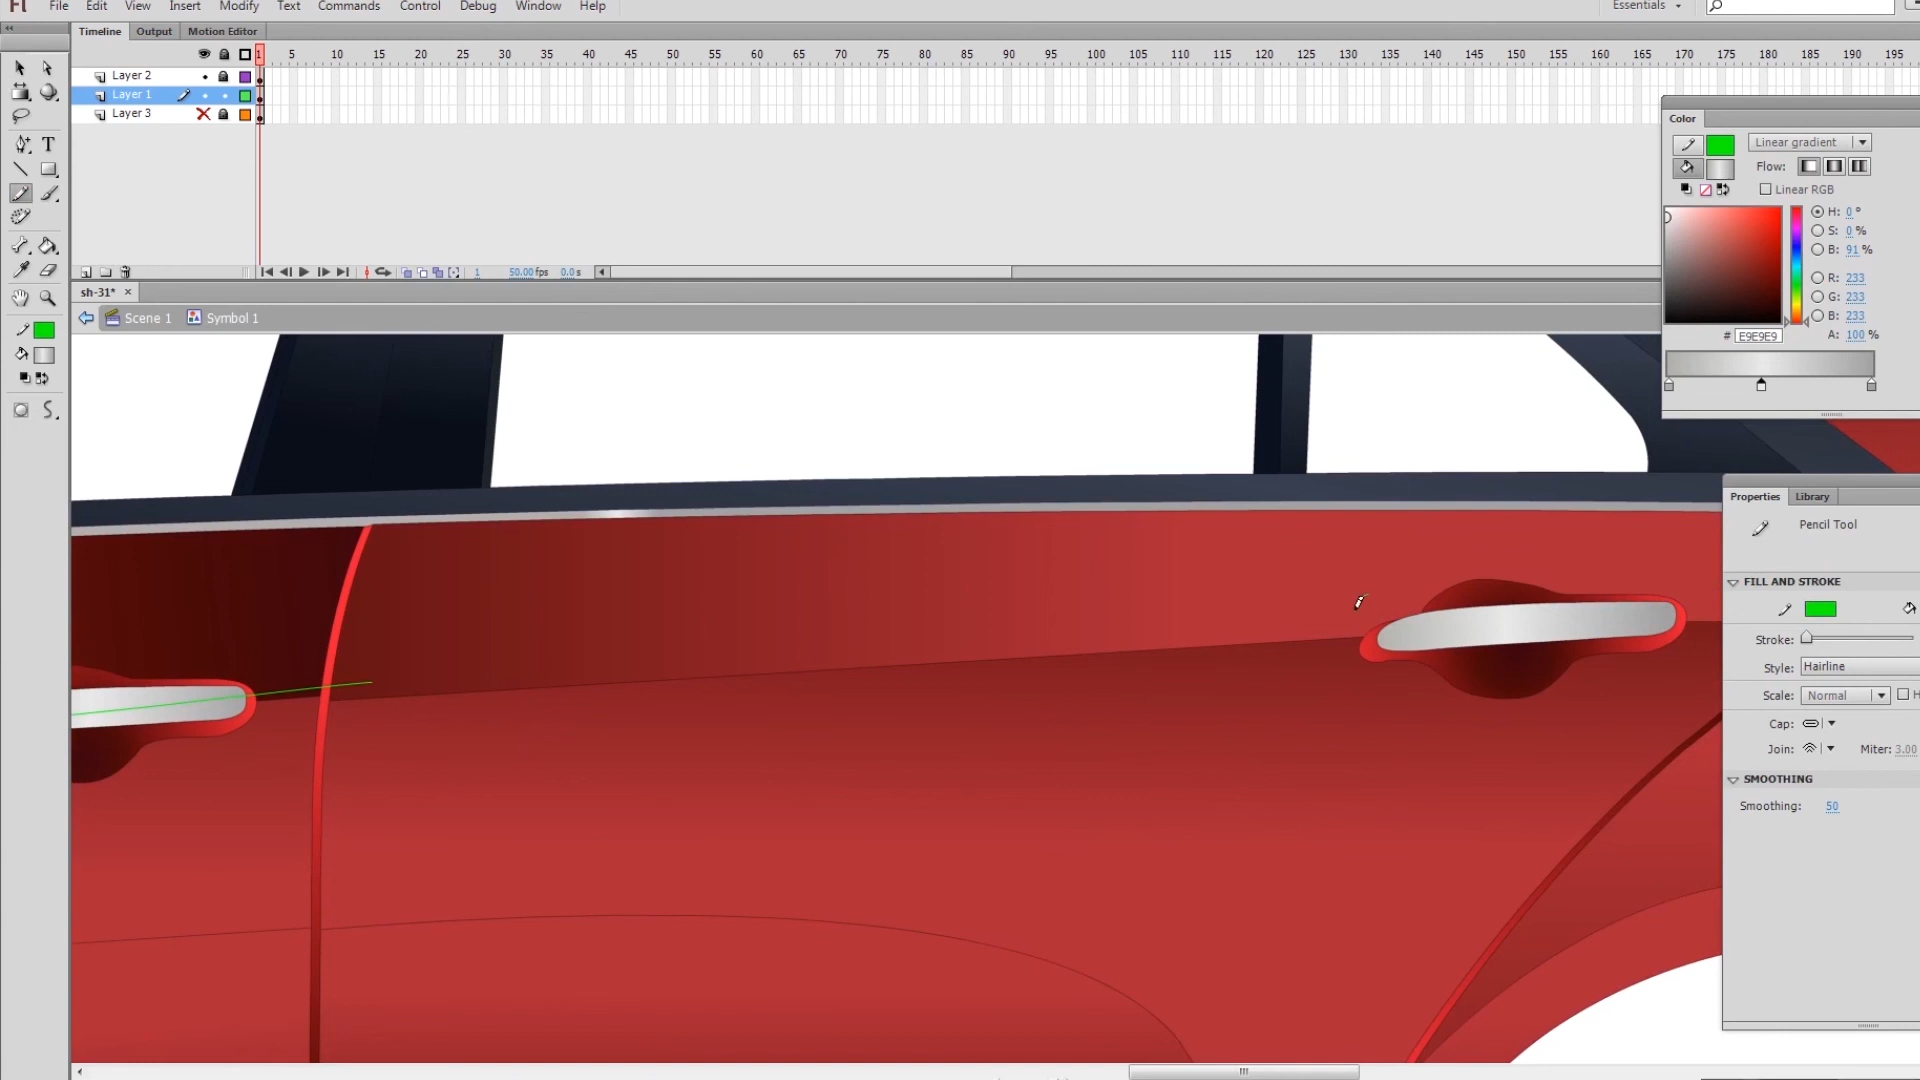 Fl File Edit View Insert Modify Text Commands Control Debug Window Help Essentials
Timeline Output Motion Editor
1 5 10 15 20 25 30 35 40 45 50 55 60 65 70 75 80 85 90 95 100 105 110 115 120 125 130 135 140 145 150 155 160 165 170 175 180 185 190 195
Layer 2
Layer 1
Layer 3
Color
Linear gradient
Flow:
Linear RGB
H: 0 °
S: 0 %
B: 91 %
R: 233
G: 233
B: 233
# E9E9E9 A: 100 %
1 50.00 fps 0.0 s
sh-31* ×
Scene 1 Symbol 1
Properties Library
Pencil Tool
FILL AND STROKE
Stroke:
Style: Hairline
Scale: Normal H
Cap:
Join: Miter: 3.00
SMOOTHING
Smoothing: 50